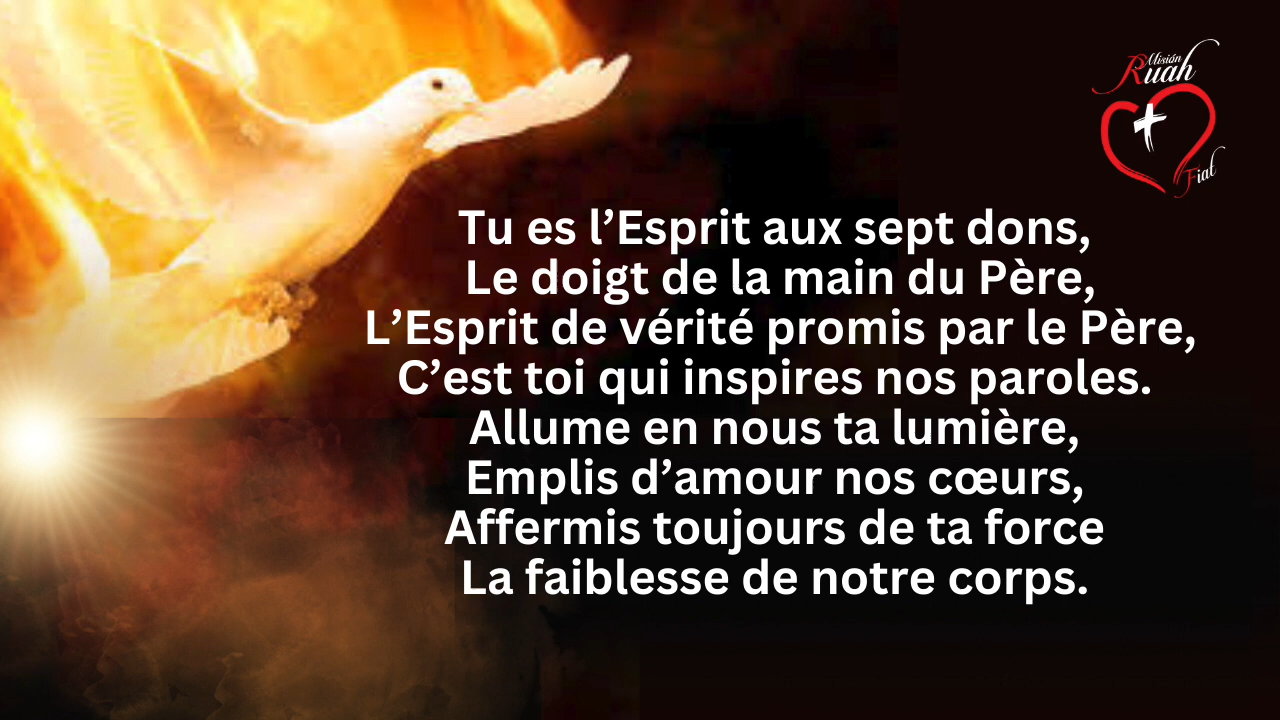 Misión
Ruah
Fiat
Tu es l’Esprit aux sept dons,
Le doigt de la main du Père,
L’Esprit de vérité promis par le Père,
C’est toi qui inspires nos paroles.
Allume en nous ta lumière,
Emplis d’amour nos cœurs,
Affermis toujours de ta force
La faiblesse de notre corps.